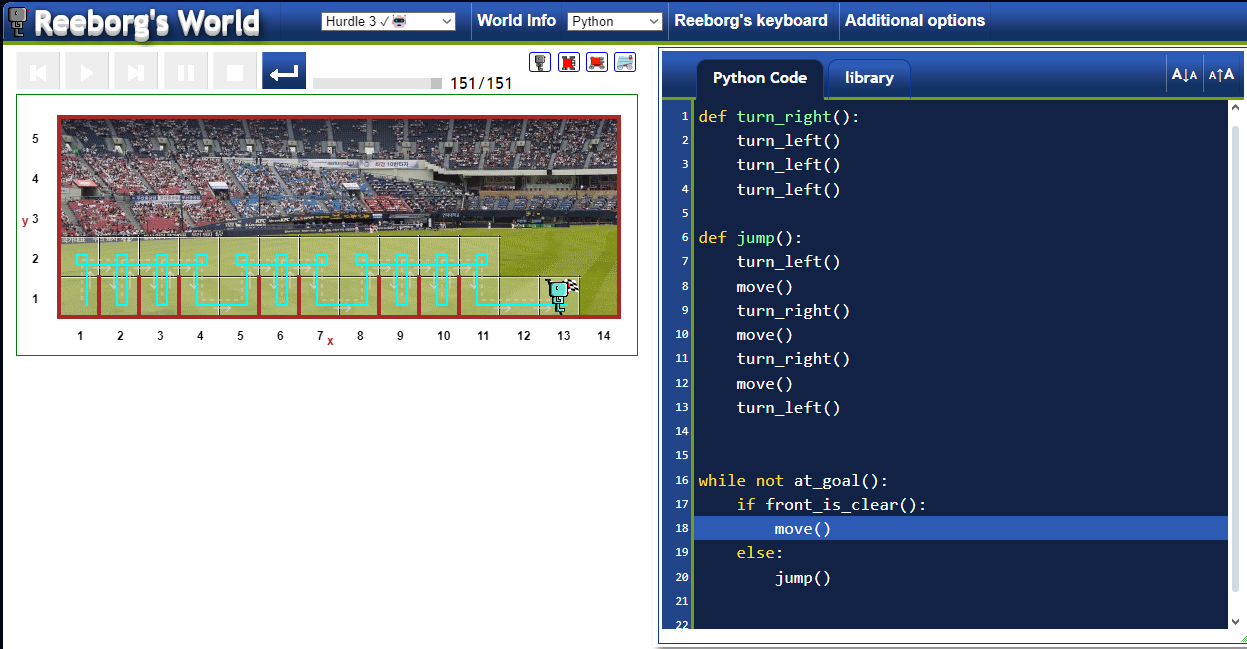 Reeborg's World
Hurdle 3 ✓
World Info
Python
Reeborg's keyboard
Additional options
151/151
Python Code
library
A↓A
A↑A
5
4
y 3
2
1
1 2 3 4 5 6 7 x 8 9 10 11 12 13 14
1 def turn_right():
2 turn_left()
3 turn_left()
4 turn_left()
5
6 def jump():
7 turn_left()
8 move()
9 turn_right()
10 move()
11 turn_right()
12 move()
13 turn_left()
14
15
16 while not at_goal():
17 if front_is_clear():
18 move()
19 else:
20 jump()
21
22